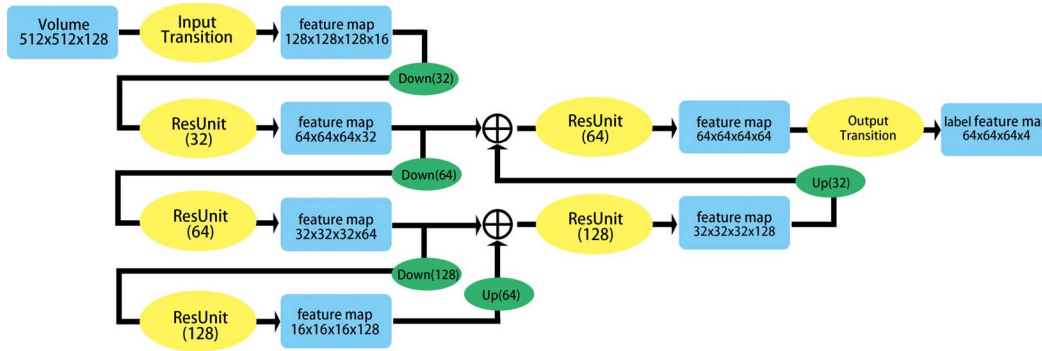 Volume
512x512x128
Input
Transition
feature map
128x128x128x16
Down(32)
ResUnit
(32)
feature map
64x64x64x32
ResUnit
(64)
feature map
64x64x64x64
Output
Transition
label feature map
64x64x64x4
Down(64)
Up(32)
ResUnit
(64)
feature map
32x32x32x64
ResUnit
(128)
feature map
32x32x32x128
Down(128)
Up(64)
ResUnit
(128)
feature map
16x16x16x128